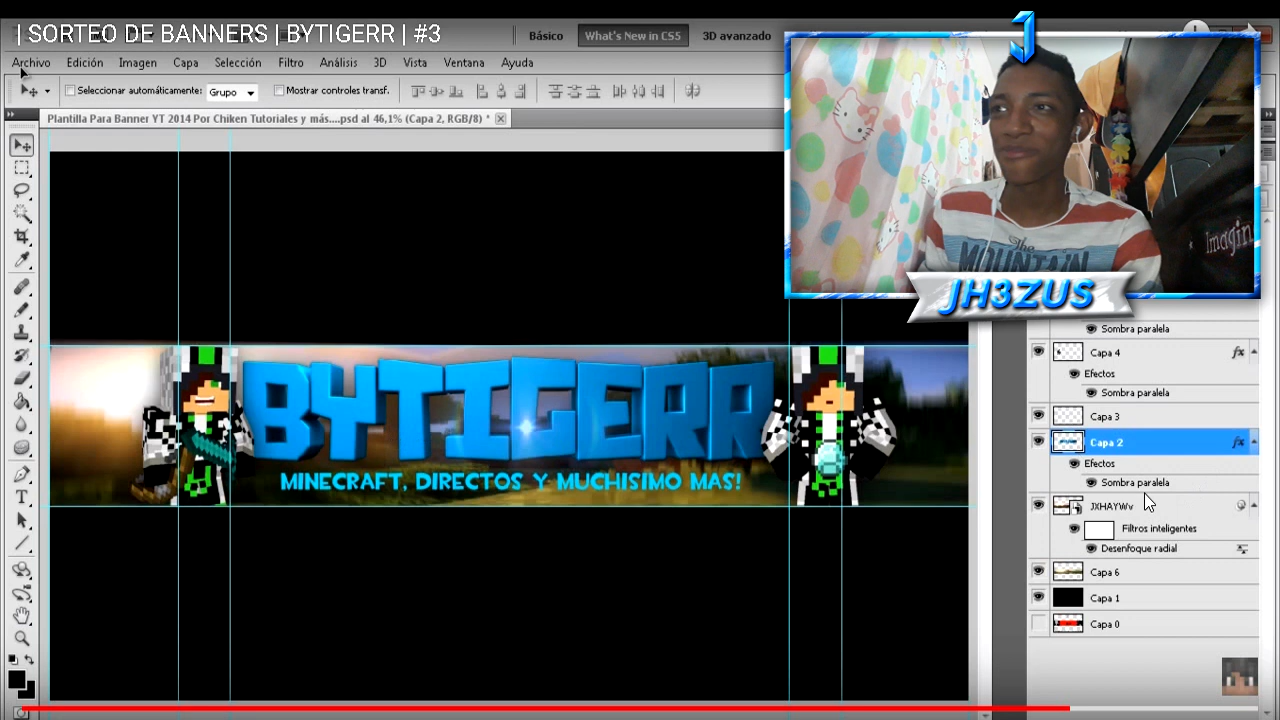 | SORTEO DE BANNERS | BYTIGERR | #3
Básico
What's New in CS5
3D avanzado
J
Archivo Edición Imagen Capa Selección Filtro Análisis 3D Vista Ventana Ayuda
Seleccionar automáticamente: Grupo Mostrar controles transf.
Plantilla Para Banner YT 2014 Por Chiken Tutoriales y más....psd al 46,1% (Capa 2, RGB/8) *
The
MOUNTAIN
Imagin
JH3ZUS
BYTIGERR
MINECRAFT, DIRECTOS Y MUCHISIMO MAS!
Sombra paralela
Capa 4 fx
Efectos
Sombra paralela
Capa 3
Capa 2 fx
Efectos
Sombra paralela
JXHAYWv
Filtros inteligentes
Desenfoque radial
Capa 6
Capa 1
Capa 0